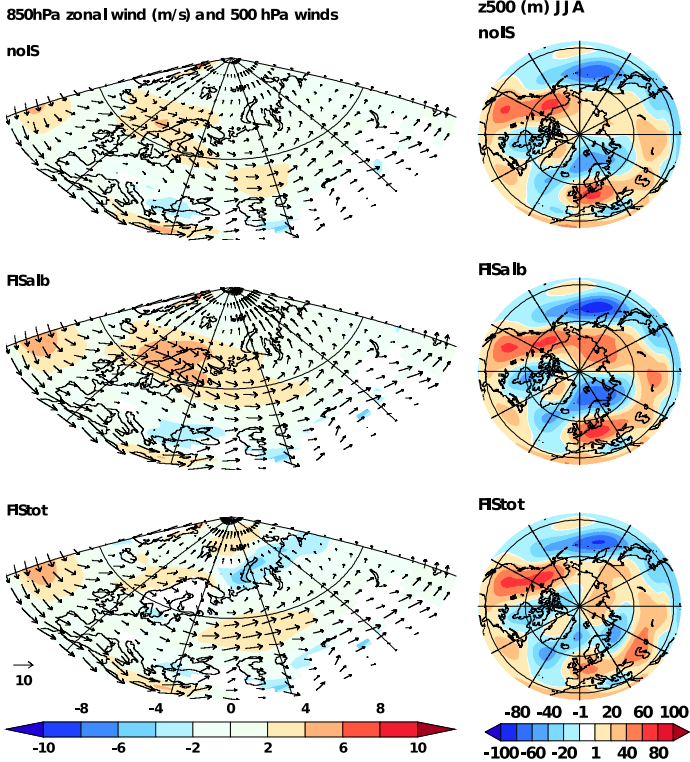 850hPa zonal wind (m/s) and 500 hPa winds
z500 (m) JJA
noIS
noIS
FISalb
FISalb
FIStot
FIStot
10
-8 -4 0 4 8
-10 -6 -2 2 6 10
-80 -40 -1 20 60 100
-100 -60 -20 1 40 80